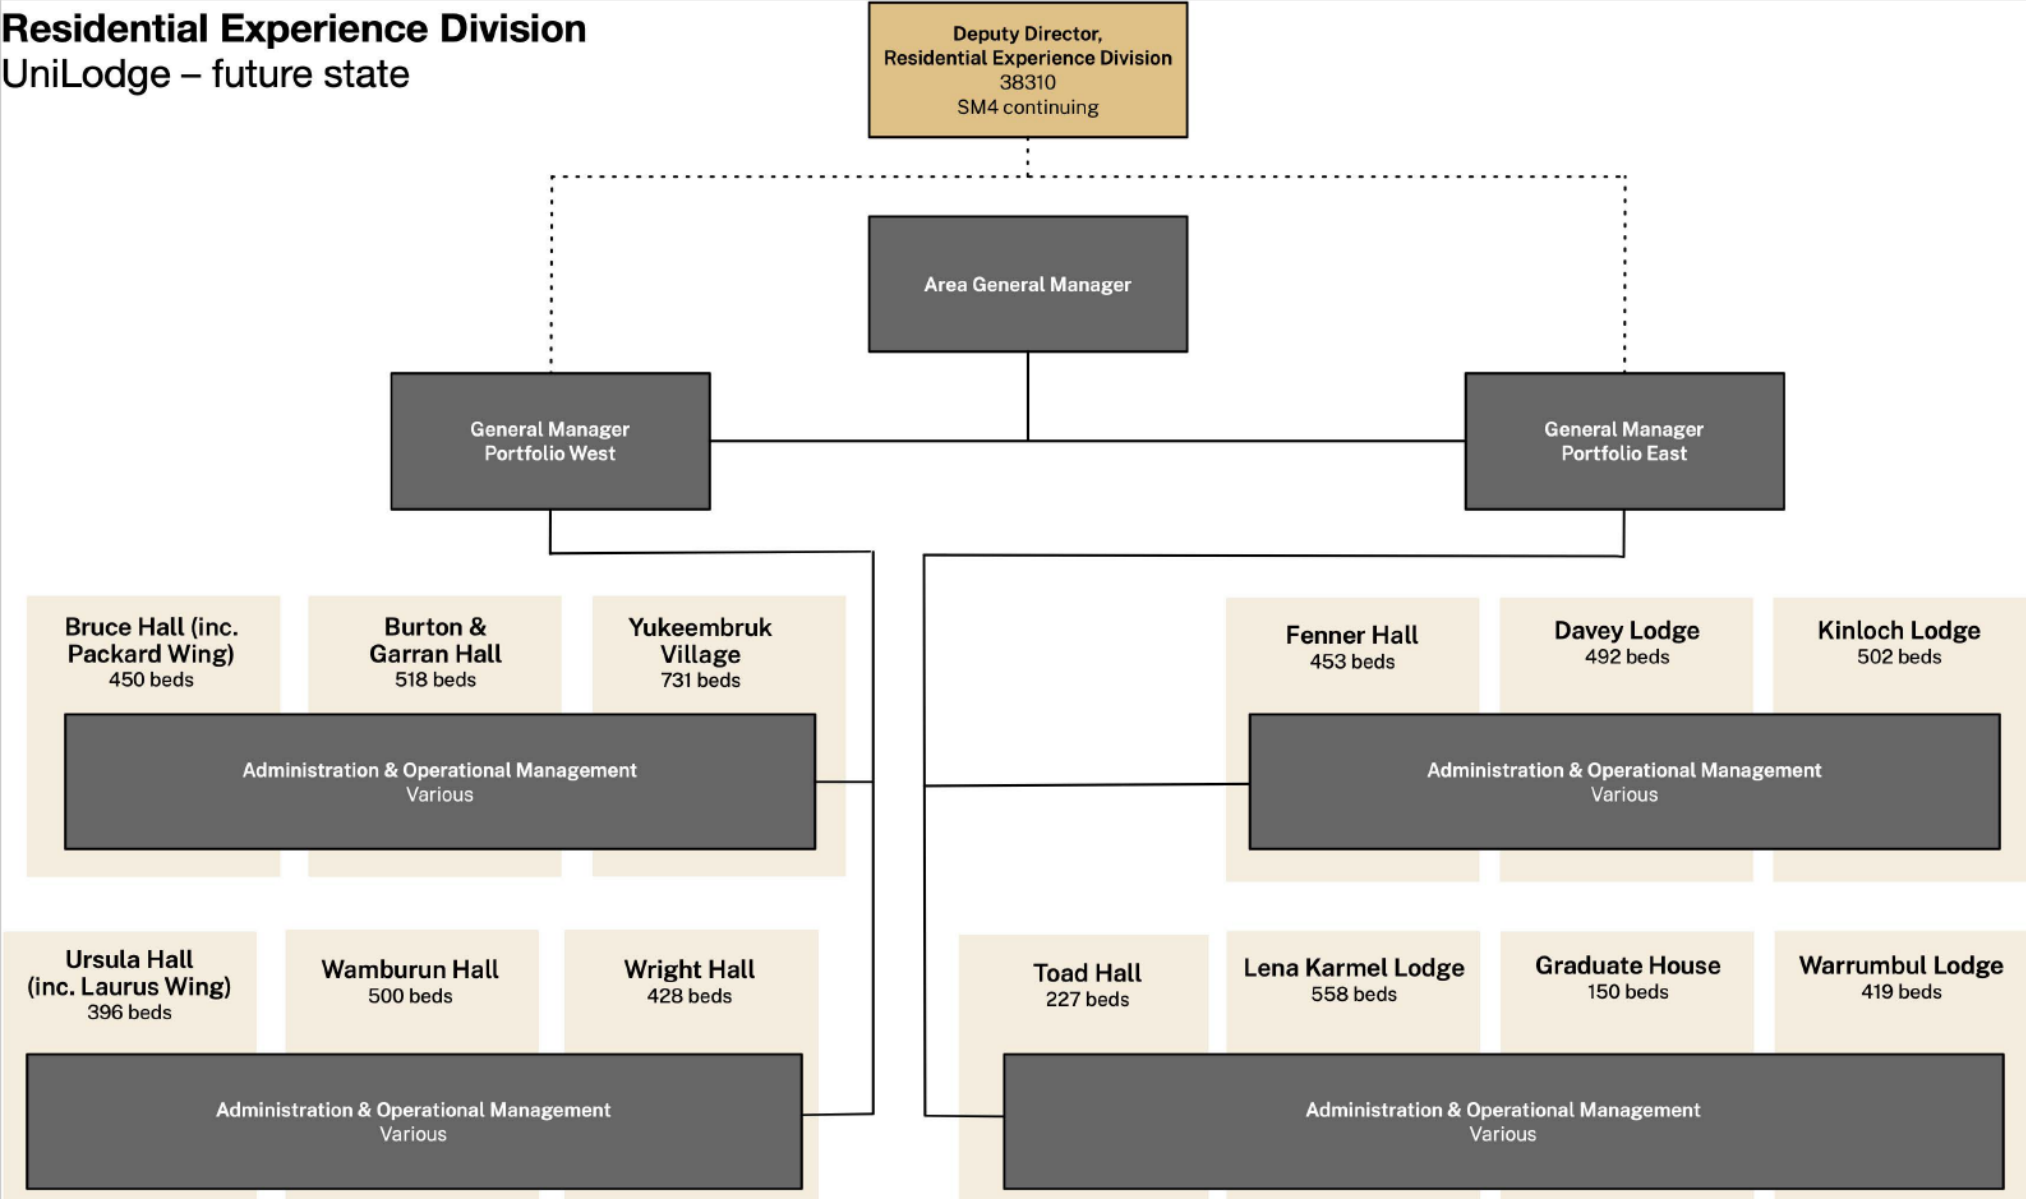 Residential Experience Division
UniLodge – future state
Deputy Director,
Residential Experience Division
38310
SM4 continuing
Area General Manager
General Manager
Portfolio West
General Manager
Portfolio East
Bruce Hall (inc.
Packard Wing)
450 beds
Burton &
Garran Hall
518 beds
Yukeembruk
Village
731 beds
Administration & Operational Management
Various
Fenner Hall
453 beds
Davey Lodge
492 beds
Kinloch Lodge
502 beds
Administration & Operational Management
Various
Ursula Hall
(inc. Laurus Wing)
396 beds
Wamburun Hall
500 beds
Wright Hall
428 beds
Administration & Operational Management
Various
Toad Hall
227 beds
Lena Karmel Lodge
558 beds
Graduate House
150 beds
Warrumbul Lodge
419 beds
Administration & Operational Management
Various